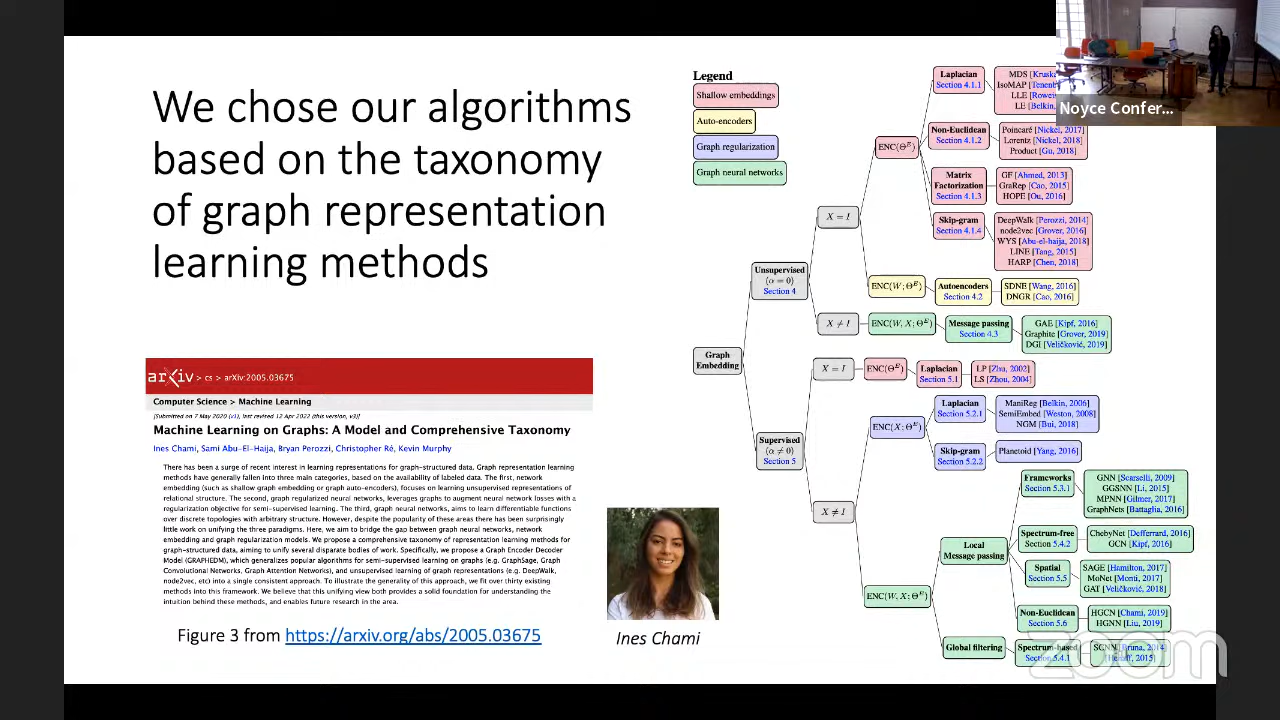 We chose our algorithms
based on the taxonomy
of graph representation
learning methods
arXiv > cs > arXiv:2005.03675
Computer Science > Machine Learning
[Submitted on 7 May 2020 (v1), last revised 12 Apr 2022 (this version, v3)]
Machine Learning on Graphs: A Model and Comprehensive Taxonomy
Ines Chami, Sami Abu-El-Haija, Bryan Perozzi, Christopher Ré, Kevin Murphy
There has been a surge of recent interest in learning representations for graph-structured data. Graph representation learning
methods have generally fallen into three main categories, based on the availability of labeled data. The first, network
embedding (such as shallow graph embedding or graph auto-encoders), focuses on learning unsupervised representations of
relational structure. The second, graph regularized neural networks, leverages graphs to augment neural network losses with a
regularization objective for semi-supervised learning. The third, graph neural networks, aims to learn differentiable functions
over discrete topologies with arbitrary structure. However, despite the popularity of these areas there has been surprisingly
little work on unifying the three paradigms. Here, we aim to bridge the gap between graph neural networks, network
embedding and graph regularization models. We propose a comprehensive taxonomy of representation learning methods for
graph-structured data, aiming to unify several disparate bodies of work. Specifically, we propose a Graph Encoder Decoder
Model (GRAPHEDM), which generalizes popular algorithms for semi-supervised learning on graphs (e.g. GraphSage, Graph
Convolutional Networks, Graph Attention Networks), and unsupervised learning of graph representations (e.g. DeepWalk,
node2vec, etc) into a single consistent approach. To illustrate the generality of this approach, we fit over thirty existing
methods into this framework. We believe that this unifying view both provides a solid foundation for understanding the
intuition behind these methods, and enables future research in the area.
Figure 3 from https://arxiv.org/abs/2005.03675
Ines Chami
Legend
Shallow embeddings
Auto-encoders
Graph regularization
Graph neural networks
Graph
Embedding
Unsupervised
(α = 0)
Section 4
X = I
ENC(Θᴱ)
Laplacian
Section 4.1.1
MDS [Krusk
IsoMAP [Tenenb
LLE [Rowei
LE [Belkin,
Non-Euclidean
Section 4.1.2
Poincaré [Nickel, 2017]
Lorentz [Nickel, 2018]
Product [Gu, 2018]
Matrix
Factorization
Section 4.1.3
GF [Ahmed, 2013]
GraRep [Cao, 2015]
HOPE [Ou, 2016]
Skip-gram
Section 4.1.4
DeepWalk [Perozzi, 2014]
node2vec [Grover, 2016]
WYS [Abu-el-haija, 2018]
LINE [Tang, 2015]
HARP [Chen, 2018]
ENC(W; Θᴱ)
Autoencoders
Section 4.2
SDNE [Wang, 2016]
DNGR [Cao, 2016]
X ≠ I
ENC(W, X; Θᴱ)
Message passing
Section 4.3
GAE [Kipf, 2016]
Graphite [Grover, 2019]
DGI [Veličković, 2019]
Supervised
(α ≠ 0)
Section 5
X = I
ENC(Θᴱ)
Laplacian
Section 5.1
LP [Zhu, 2002]
LS [Zhou, 2004]
X ≠ I
ENC(X; Θᴱ)
Laplacian
Section 5.2.1
ManiReg [Belkin, 2006]
SemiEmbed [Weston, 2008]
NGM [Bui, 2018]
Skip-gram
Section 5.2.2
Planetoid [Yang, 2016]
ENC(W, X; Θᴱ)
Local
Message passing
Frameworks
Section 5.3.1
GNN [Scarselli, 2009]
GGSNN [Li, 2015]
MPNN [Gilmer, 2017]
GraphNets [Battaglia, 2016]
Spectrum-free
Section 5.4.2
ChebyNet [Defferrard, 2016]
GCN [Kipf, 2016]
Spatial
Section 5.5
SAGE [Hamilton, 2017]
MoNet [Monti, 2017]
GAT [Veličković, 2018]
Non-Euclidean
Section 5.6
HGCN [Chami, 2019]
HGNN [Liu, 2019]
Global filtering
Spectrum-based
Section 5.4.1
SCNN [Bruna, 2014]
[Henaff, 2015]
Noyce Confer...
zoom